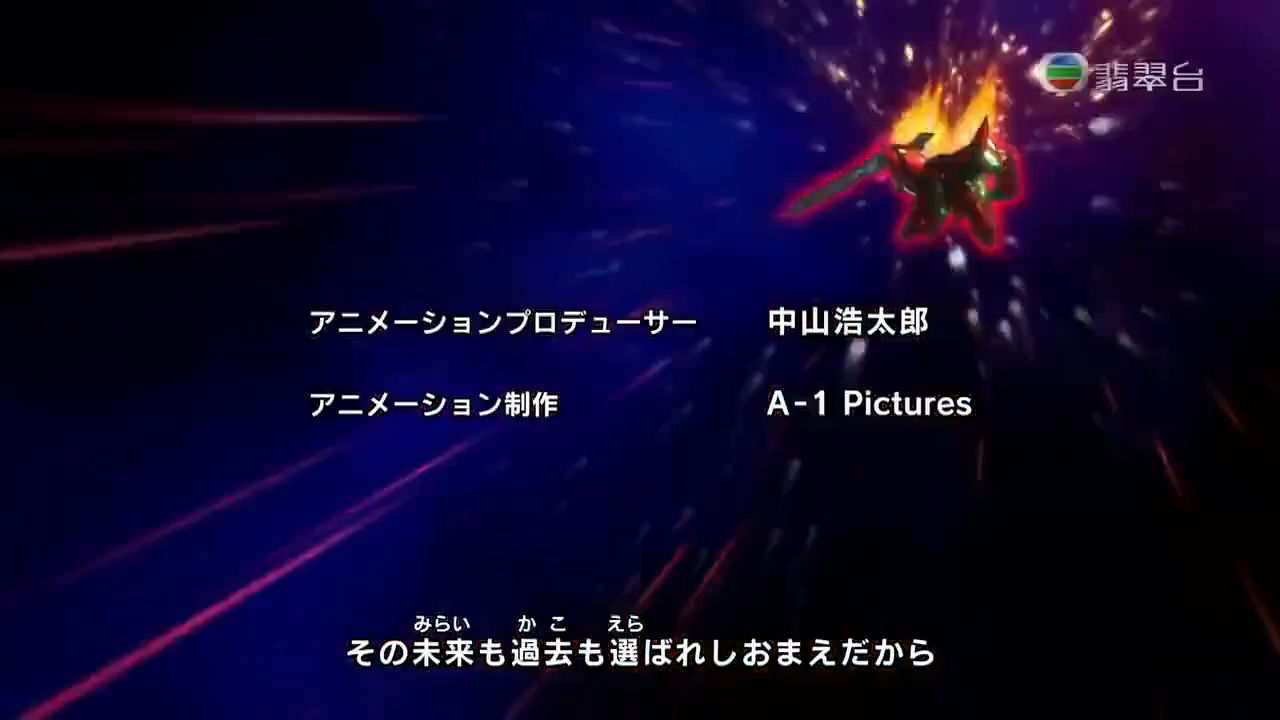 翡翠台
アニメーションプロデューサー 中山浩太郎
アニメーション制作 A-1 Pictures
みらい かこ えら
その未来も過去も選ばれしおまえだから